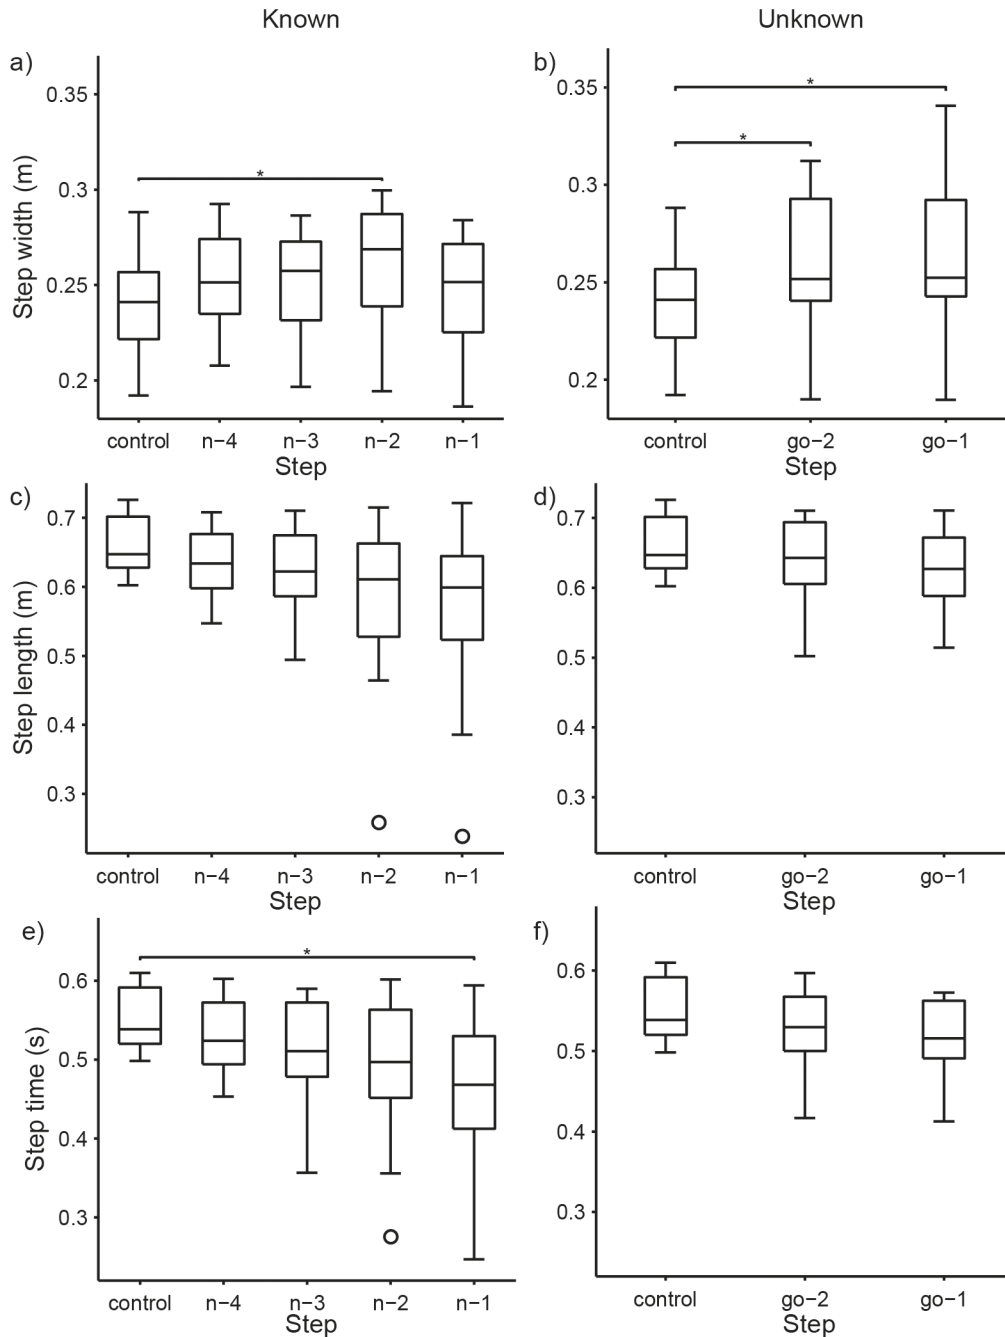 Known
Unknown
a)
Step width (m)
0.35
0.3
0.25
0.2
*
control n−4 n−3 n−2 n−1
Step
b)
0.35
0.3
0.25
0.2
*
*
control go−2 go−1
Step
c)
Step length (m)
0.7
0.6
0.5
0.4
0.3
control n−4 n−3 n−2 n−1
Step
d)
0.7
0.6
0.5
0.4
0.3
control go−2 go−1
Step
e)
Step time (s)
0.6
0.5
0.4
0.3
*
control n−4 n−3 n−2 n−1
Step
f)
0.6
0.5
0.4
0.3
control go−2 go−1
Step